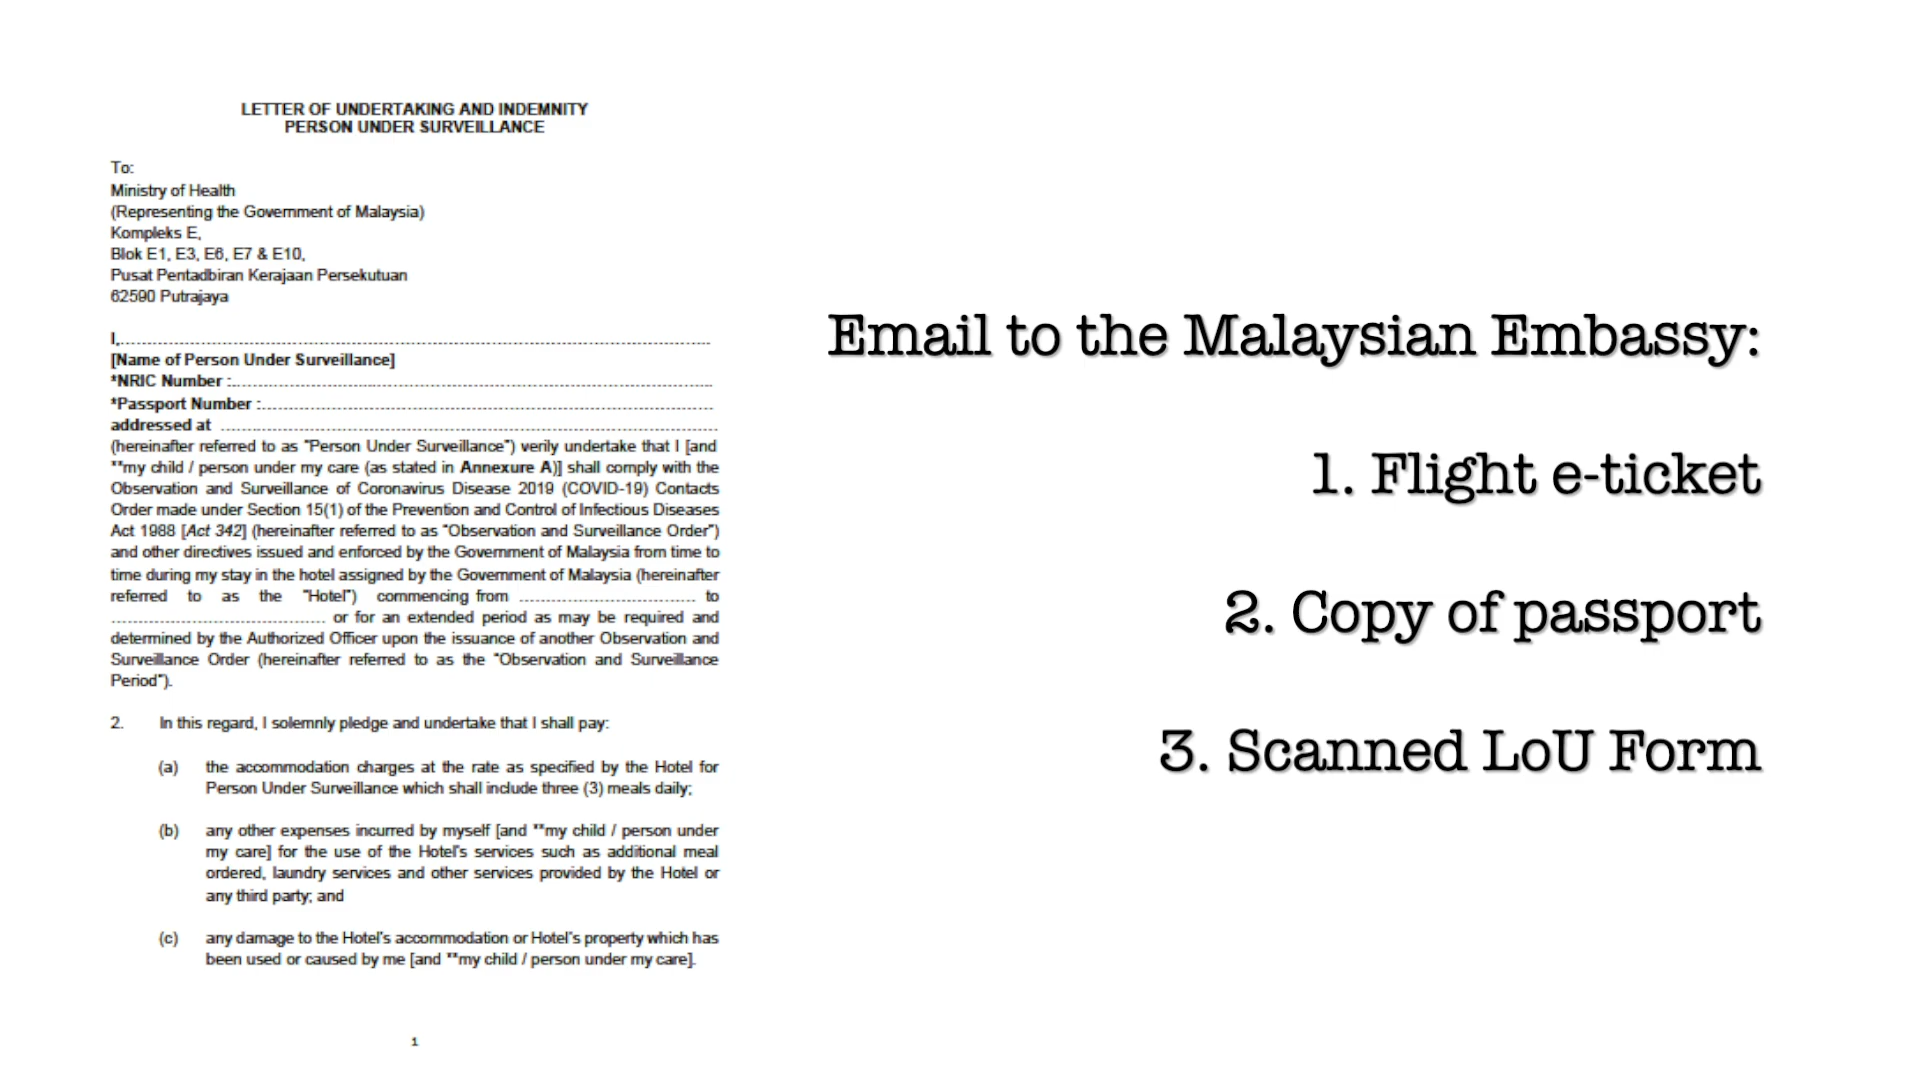 LETTER OF UNDERTAKING AND INDEMNITY
PERSON UNDER SURVEILLANCE
To:
Ministry of Health
(Representing the Government of Malaysia)
Kompleks E,
Blok E1, E3, E6, E7 & E10,
Pusat Pentadbiran Kerajaan Persekutuan
62590 Putrajaya
I,..............................................................................................................
[Name of Person Under Surveillance]
*NRIC Number :..........................................................................................
*Passport Number :....................................................................................
addressed at ............................................................................................
(hereinafter referred to as "Person Under Surveillance") verily undertake that I [and
**my child / person under my care (as stated in Annexure A)] shall comply with the
Observation and Surveillance of Coronavirus Disease 2019 (COVID-19) Contacts
Order made under Section 15(1) of the Prevention and Control of Infectious Diseases
Act 1988 [Act 342] (hereinafter referred to as "Observation and Surveillance Order")
and other directives issued and enforced by the Government of Malaysia from time to
time during my stay in the hotel assigned by the Government of Malaysia (hereinafter
referred to as the "Hotel") commencing from ................................. to
........................................ or for an extended period as may be required and
determined by the Authorized Officer upon the issuance of another Observation and
Surveillance Order (hereinafter referred to as the "Observation and Surveillance
Period").
2. In this regard, I solemnly pledge and undertake that I shall pay:
(a) the accommodation charges at the rate as specified by the Hotel for
Person Under Surveillance which shall include three (3) meals daily;
(b) any other expenses incurred by myself [and **my child / person under
my care] for the use of the Hotel's services such as additional meal
ordered, laundry services and other services provided by the Hotel or
any third party; and
(c) any damage to the Hotel's accommodation or Hotel's property which has
been used or caused by me [and **my child / person under my care].
1
Email to the Malaysian Embassy:
1. Flight e-ticket
2. Copy of passport
3. Scanned LoU Form